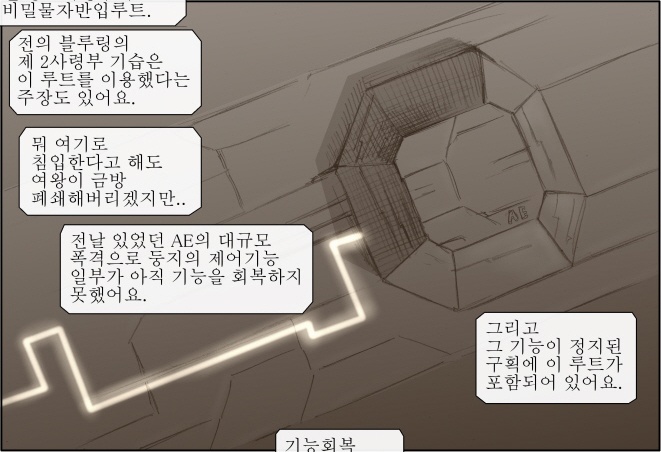 비밀물자반입루트.
전의 블루링의
제 2사령부 기습은
이 루트를 이용했다는
주장도 있어요.
뭐 여기로
침입한다고 해도
여왕이 금방
폐쇄해버리겠지만..
전날 있었던 AE의 대규모
폭격으로 둥지의 제어기능
일부가 아직 기능을 회복하지
못했어요.
AE
그리고
그 기능이 정지된
구획에 이 루트가
포함되어 있어요.
기능회복